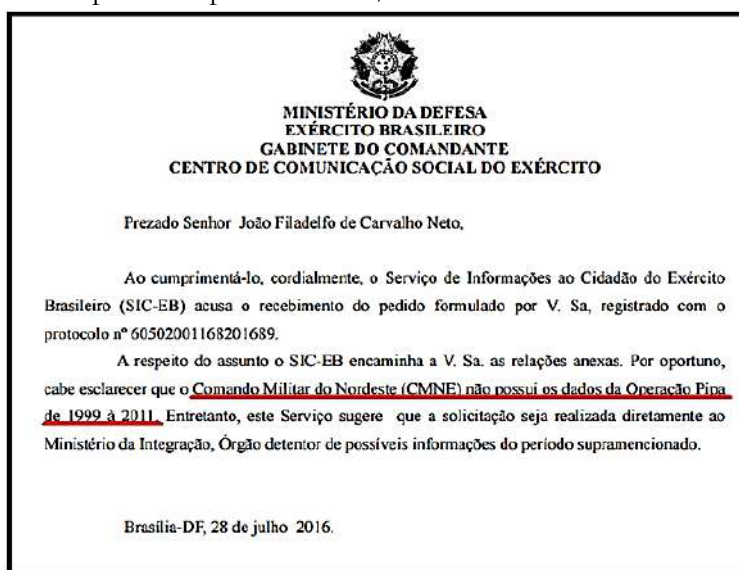 MINISTÉRIO DA DEFESA
EXÉRCITO BRASILEIRO
GABINETE DO COMANDANTE
CENTRO DE COMUNICAÇÃO SOCIAL DO EXÉRCITO
Prezado Senhor João Filadelfo de Carvalho Neto,
Ao cumprimentá-lo, cordialmente, o Serviço de Informações ao Cidadão do Exército
Brasileiro (SIC-EB) acusa o recebimento do pedido formulado por V. Sa, registrado com o
protocolo nº 60502001168201689.
A respeito do assunto o SIC-EB encaminha a V. Sa. as relações anexas. Por oportuno,
cabe esclarecer que o Comando Militar do Nordeste (CMNE) não possui os dados da Operação Pipa
de 1999 à 2011. Entretanto, este Serviço sugere que a solicitação seja realizada diretamente ao
Ministério da Integração, Órgão detentor de possíveis informações do período supramencionado.
Brasília-DF, 28 de julho 2016.